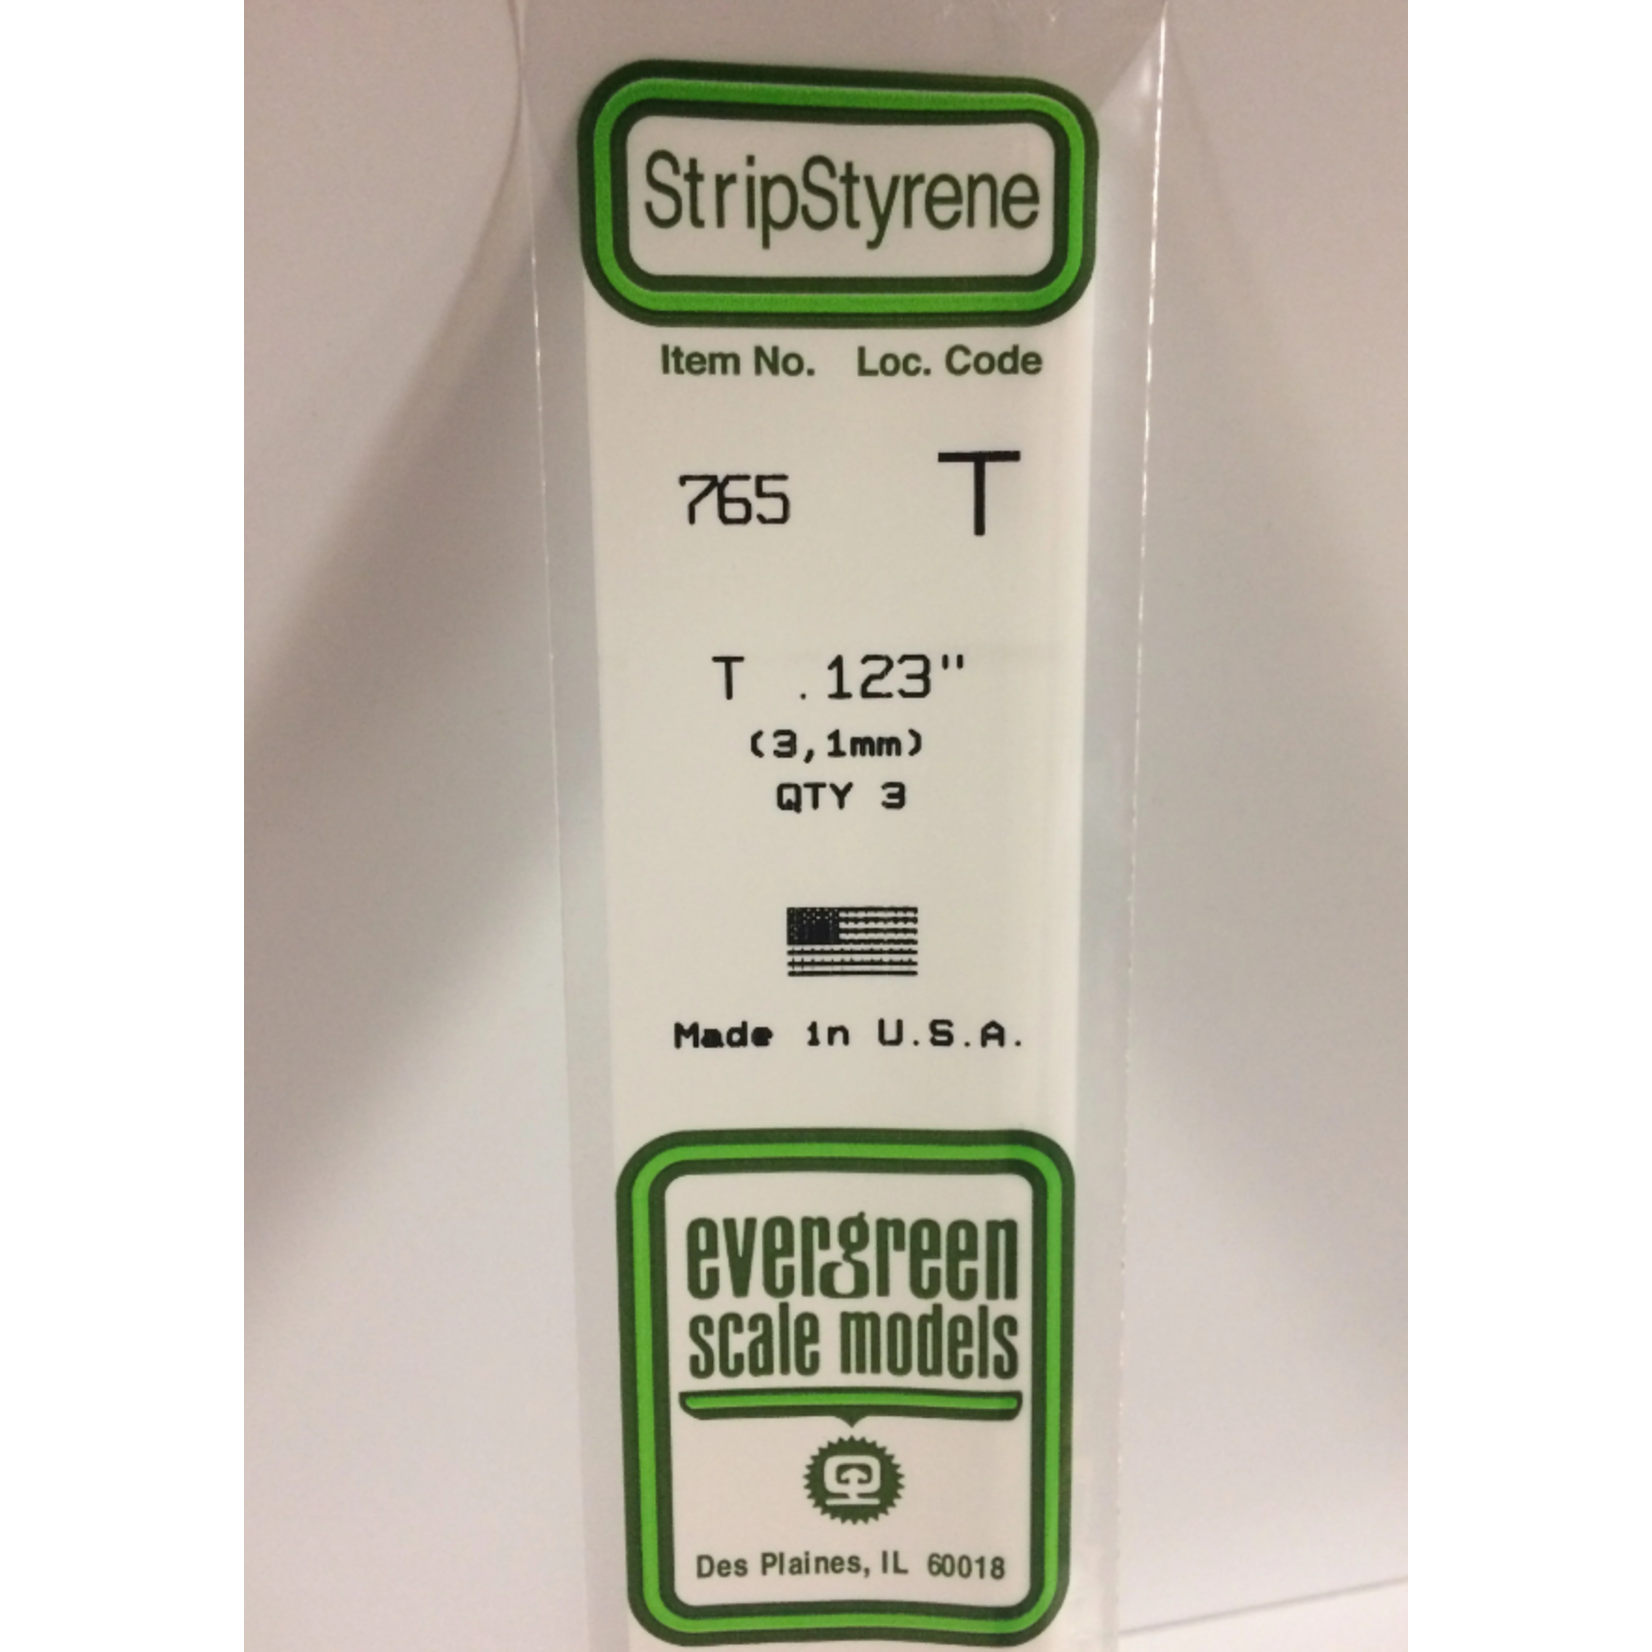 StripStyrene
Item No. Loc. Code
765 T
T .123"
(3,1mm)
QTY 3
Made in U.S.A.
evergreen
scale models
Des Plaines, IL 60018